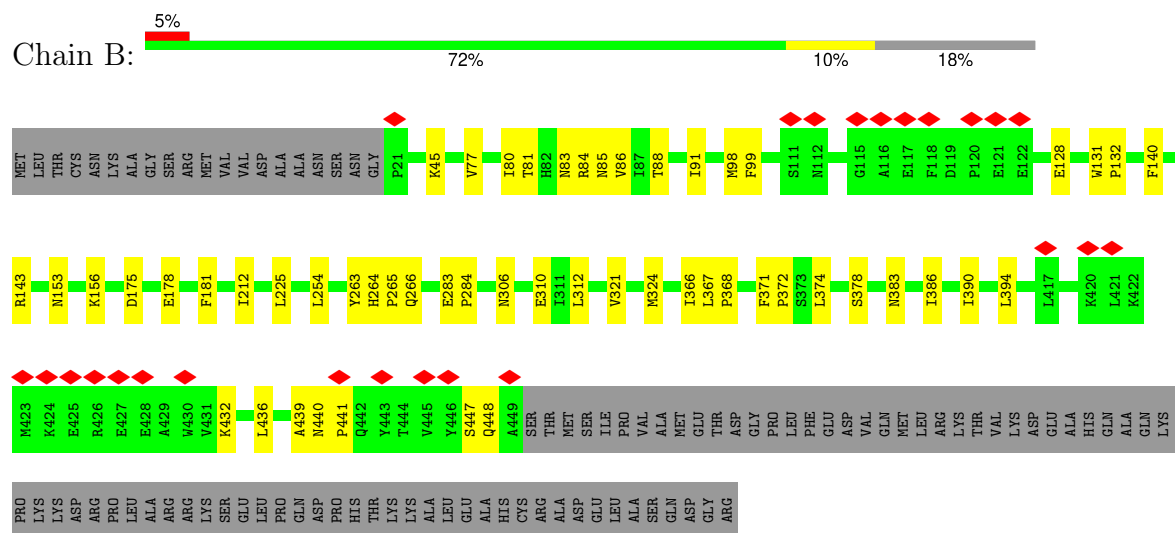 5%
Chain B:
72% 10% 18%
MET LEU THR CYS ASN LYS ALA GLY SER ARG MET VAL VAL ASP ALA ALA ASN SER ASN GLY P21 K45 V77 I80 T81 H82 N83 R84 N85 V86 I87 T88 I91 M98 F99 S111 N112 G115 A116 E117 F118 D119 P120 E121 E122 E128 W131 P132 F140
R143 N153 K156 D175 E178 F181 I212 L225 L254 Y263 H264 P265 Q266 E283 P284 N306 E310 I311 L312 V321 M324 I366 L367 P368 F371 P372 S373 L374 S378 N383 I386 I390 L394 L417 K420 L421 K422
M423 K424 E425 R426 E427 E428 A429 W430 V431 K432 L436 A439 N440 P441 Q442 Y443 T444 V445 Y446 S447 Q448 A449 SER THR MET SER ILE PRO VAL ALA MET GLU THR ASP GLY PRO LEU PHE GLU ASP VAL GLN MET LEU ARG LYS THR VAL LYS ASP GLU ALA HIS GLN ALA GLN LYS
PRO LYS LYS ASP ARG PRO LEU ALA ARG ARG LYS SER GLU LEU PRO GLN ASP PRO HIS THR LYS LYS ALA LEU GLU ALA HIS CYS ARG ALA ASP GLU LEU ALA SER GLN ASP GLY ARG